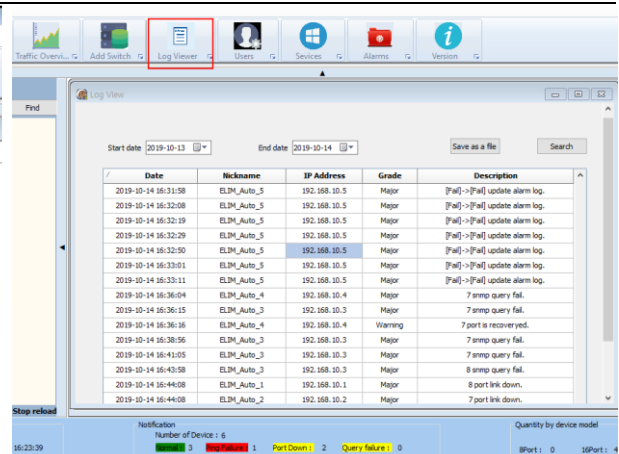 Traffic Overvi... Add Switch Log Viewer Users Sevices Alarms Version
Find
Log View
Start date 2019-10-13 End date 2019-10-14 Save as a file Search
Date Nickname IP Address Grade Description
2019-10-14 16:31:58 ELIM_Auto_5 192.168.10.5 Major [Fail]->[Fail] update alarm log.
2019-10-14 16:32:08 ELIM_Auto_5 192.168.10.5 Major [Fail]->[Fail] update alarm log.
2019-10-14 16:32:19 ELIM_Auto_5 192.168.10.5 Major [Fail]->[Fail] update alarm log.
2019-10-14 16:32:29 ELIM_Auto_5 192.168.10.5 Major [Fail]->[Fail] update alarm log.
2019-10-14 16:32:50 ELIM_Auto_5 192.168.10.5 Major [Fail]->[Fail] update alarm log.
2019-10-14 16:33:01 ELIM_Auto_5 192.168.10.5 Major [Fail]->[Fail] update alarm log.
2019-10-14 16:33:11 ELIM_Auto_5 192.168.10.5 Major [Fail]->[Fail] update alarm log.
2019-10-14 16:36:04 ELIM_Auto_4 192.168.10.4 Major 7 snmp query fail.
2019-10-14 16:36:15 ELIM_Auto_3 192.168.10.3 Major 7 snmp query fail.
2019-10-14 16:36:16 ELIM_Auto_4 192.168.10.4 Warning 7 port is recoveryed.
2019-10-14 16:38:56 ELIM_Auto_3 192.168.10.3 Major 7 snmp query fail.
2019-10-14 16:41:05 ELIM_Auto_3 192.168.10.3 Major 7 snmp query fail.
2019-10-14 16:43:58 ELIM_Auto_3 192.168.10.3 Major 8 snmp query fail.
2019-10-14 16:44:08 ELIM_Auto_1 192.168.10.1 Major 8 port link down.
2019-10-14 16:44:08 ELIM_Auto_2 192.168.10.2 Major 7 port link down.
Stop reload
Notification Quantity by device model
Number of Device : 6
16:23:39 Normal : 3 Ping Failure : 1 Port Down : 2 Query failure : 0 8Port : 0 16Port : 4